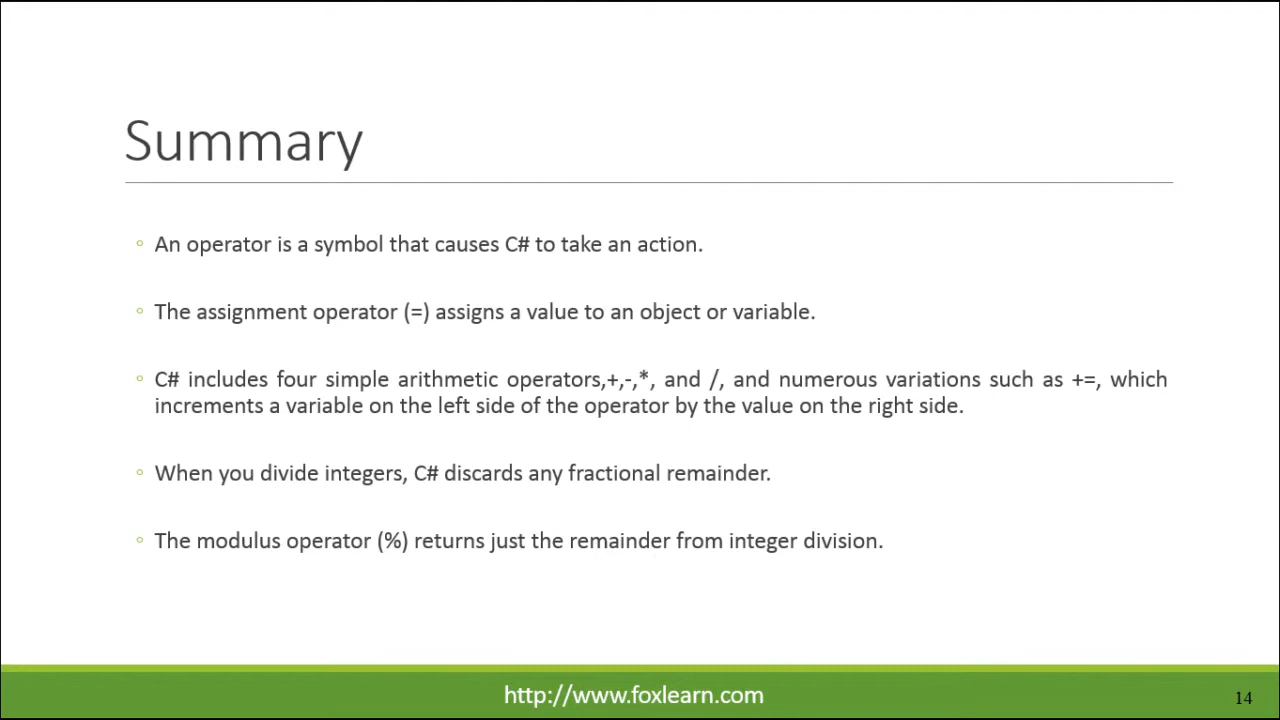 Summary
◦ An operator is a symbol that causes C# to take an action.
◦ The assignment operator (=) assigns a value to an object or variable.
◦ C# includes four simple arithmetic operators,+,-,*, and /, and numerous variations such as +=, which
increments a variable on the left side of the operator by the value on the right side.
◦ When you divide integers, C# discards any fractional remainder.
◦ The modulus operator (%) returns just the remainder from integer division.
http://www.foxlearn.com
14